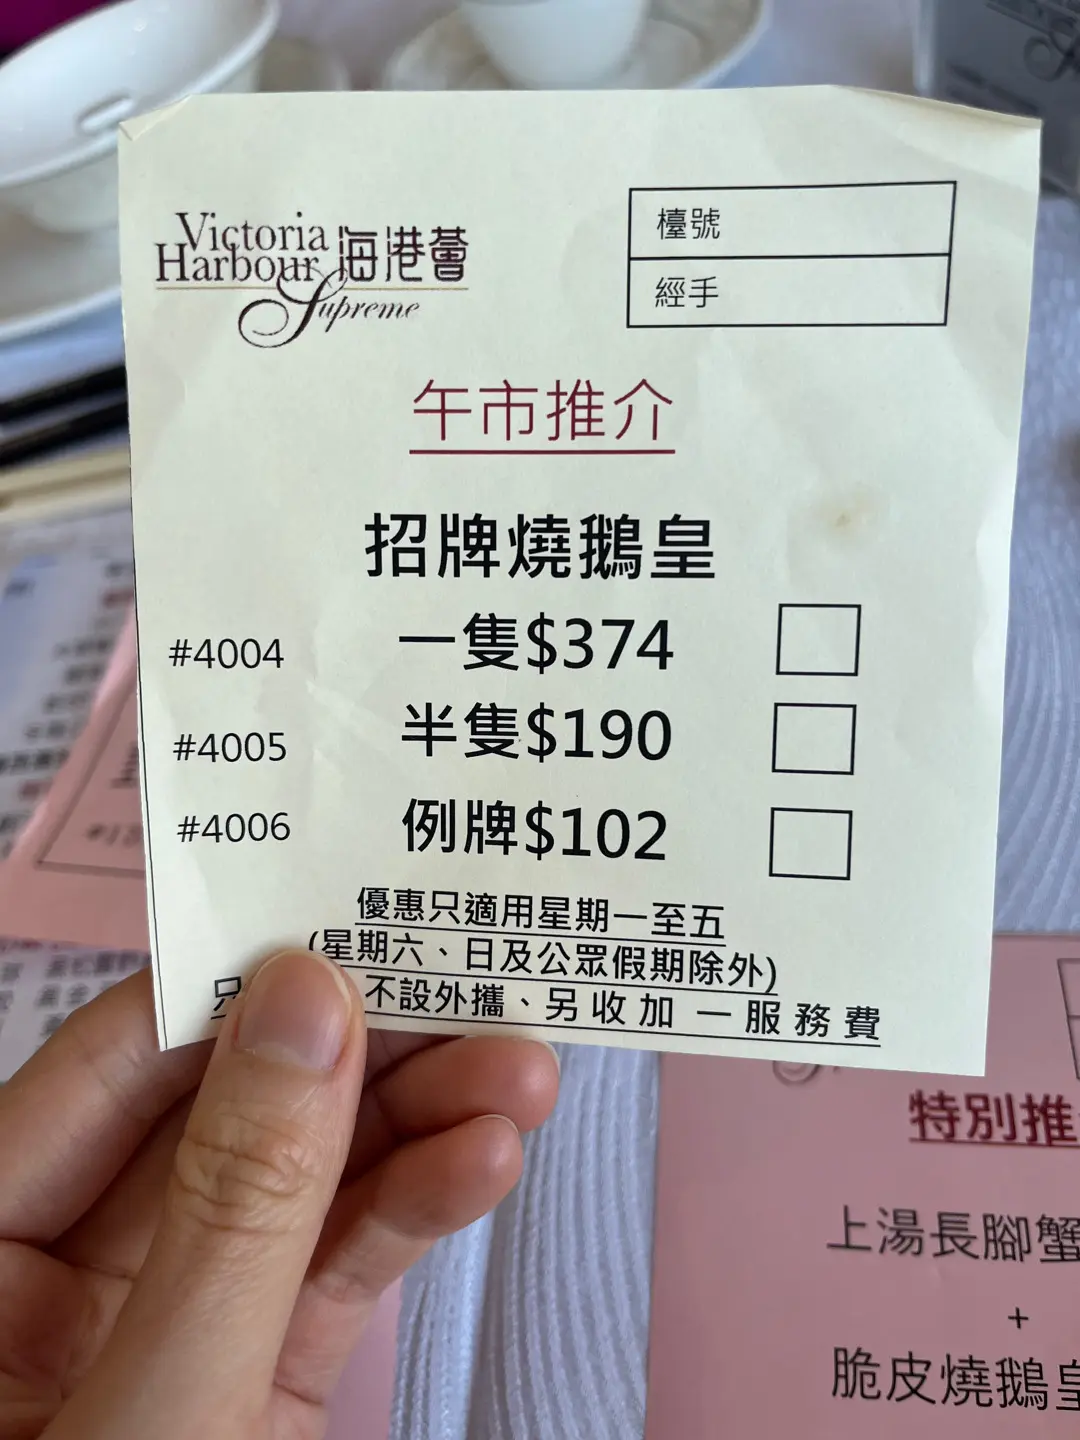 Victoria
Harbour 海港薈
Supreme
檯號
經手
午市推介
招牌燒鵝皇
#4004 一隻$374
#4005 半隻$190
#4006 例牌$102
優惠只適用星期一至五
(星期六、日及公眾假期除外)
不設外攜、另收加一服務費
特別推
上湯長腳蟹
+
脆皮燒鵝皇